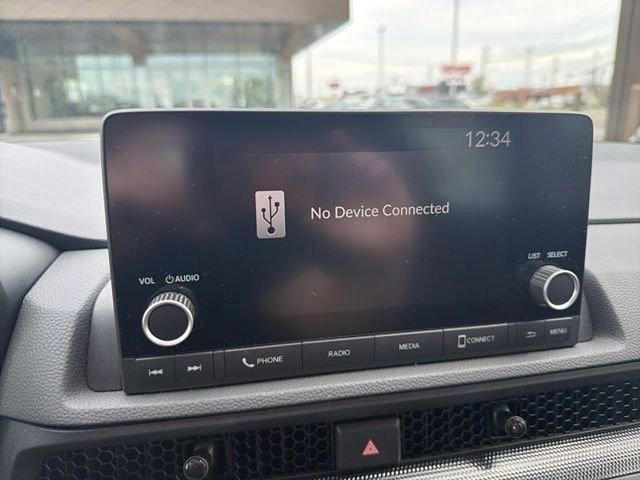 12:34
No Device Connected
VOL AUDIO
LIST SELECT
PHONE RADIO MEDIA CONNECT MENU